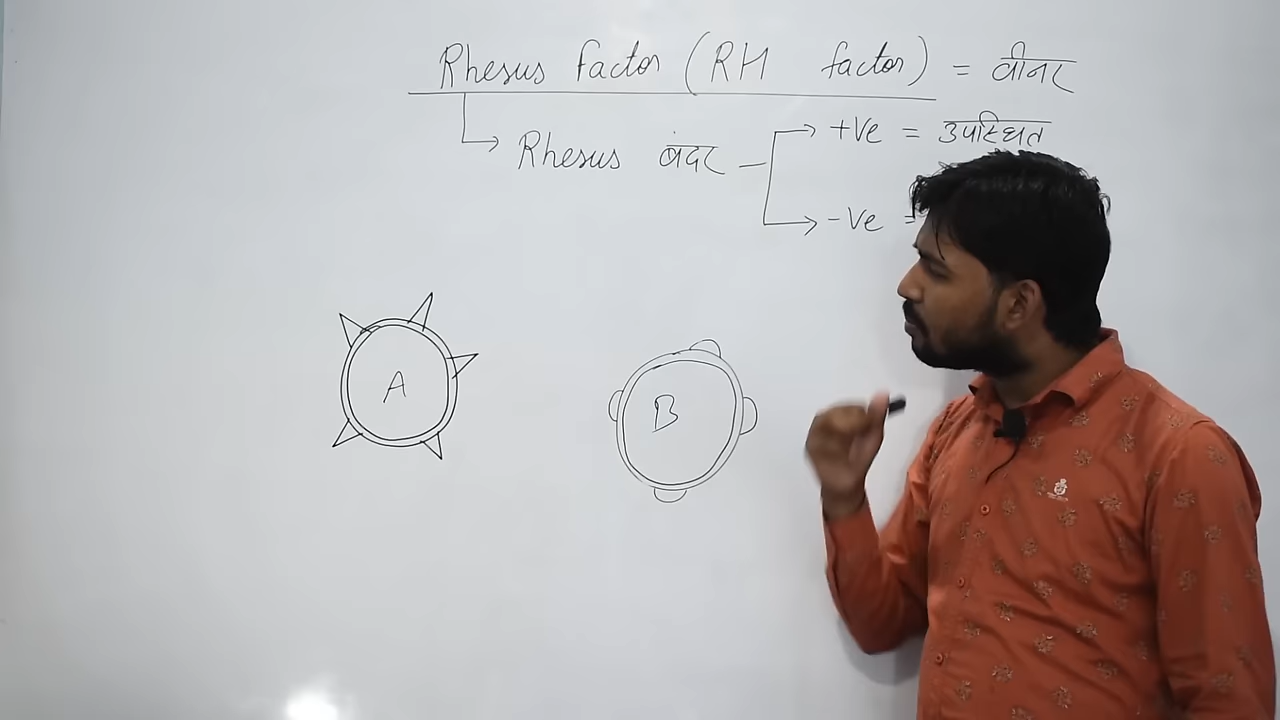 Rhesus factor (RH factor) = वीनर
Rhesus बंदर
+Ve = उपस्थित
-Ve =
A
B